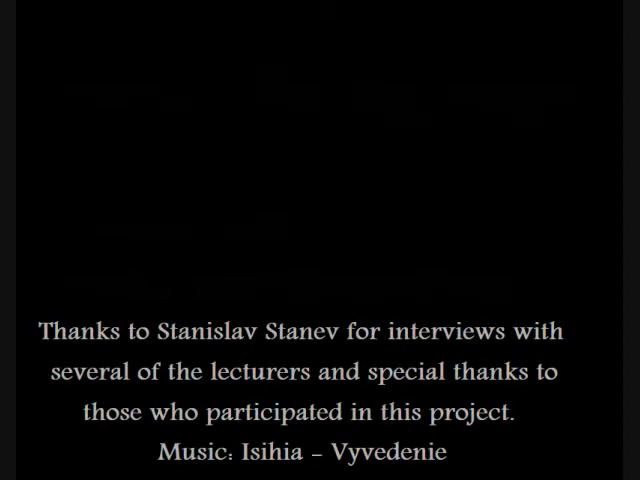 Thanks to Stanislav Stanev for interviews with
several of the lecturers and special thanks to
those who participated in this project.
Music: Isihia - Vyvedenie